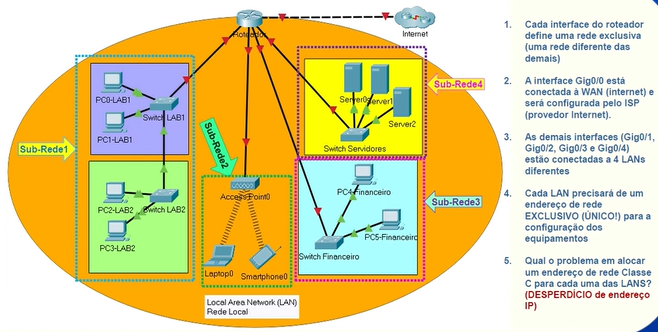 Roteador
Internet
PC0-LAB1
PC1-LAB1
Switch LAB1
Sub-Rede1
PC2-LAB2
Switch LAB2
PC3-LAB2
Sub-Rede2
Access Point0
Laptop0
Smartphone0
Server0
Server1
Server2
Switch Servidores
Sub-Rede4
PC4-Financeiro
PC5-Financeiro
Switch Financeiro
Sub-Rede3
Local Area Network (LAN)
Rede Local
1. Cada interface do roteador
define uma rede exclusiva
(uma rede diferente das
demais)
2. A interface Gig0/0 está
conectada à WAN (internet) e
será configurada pelo ISP
(provedor Internet).
3. As demais interfaces (Gig0/1,
Gig0/2, Gig0/3 e Gig0/4)
estão conectadas a 4 LANs
diferentes
4. Cada LAN precisará de um
endereço de rede
EXCLUSIVO (ÚNICO!) para a
configuração dos
equipamentos
5. Qual o problema em alocar
um endereço de rede Classe
C para cada uma das LANS?
(DESPERDÍCIO de endereço
IP)